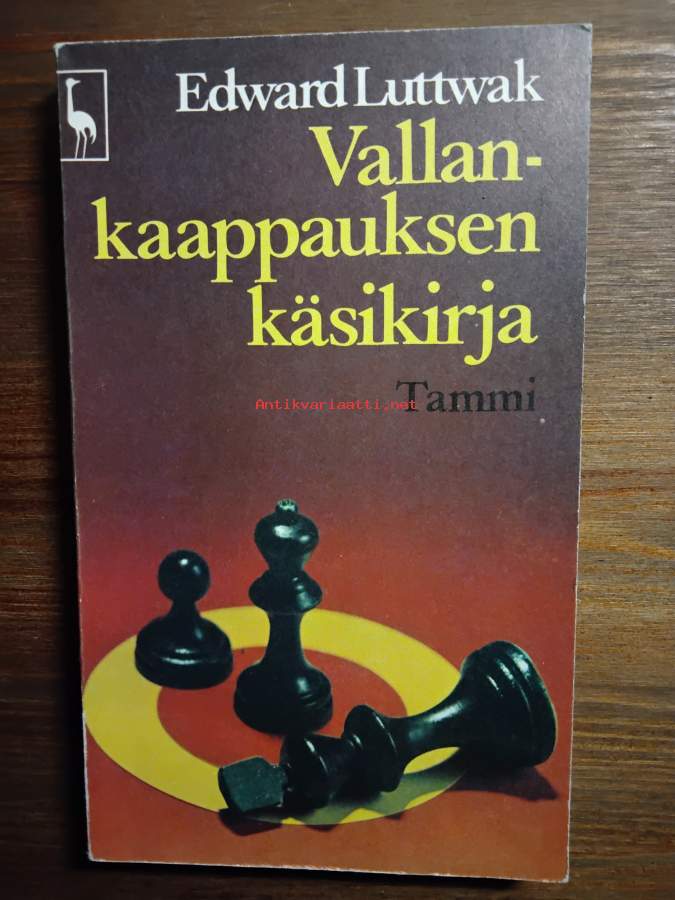 Edward Luttwak
Vallan-
kaappauksen
käsikirja
Tammi
Antikvariaatti.net